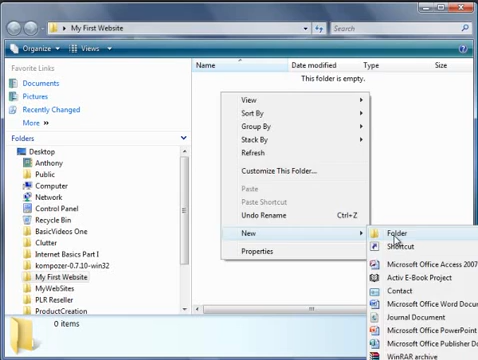 My First Website
Search
Organize
Views
Favorite Links
Documents
Pictures
Recently Changed
More »
Folders
Desktop
Anthony
Public
Computer
Network
Control Panel
Recycle Bin
BasicVideos One
Clutter
Internet Basics Part I
kompozer-0.7.10-win32
My First Website
PLR Reseller
ProductCreation
Name
Date modified
Type
Size
This folder is empty.
View
Sort By
Group By
Stack By
Refresh
Customize This Folder...
Paste
Paste Shortcut
Undo Rename Ctrl+Z
New
Properties
Folder
Shortcut
Microsoft Office Access 2007
Activ E-Book Project
Contact
Microsoft Office Word Docu
Journal Document
Microsoft Office PowerPoint
Microsoft Office Publisher Do
WinRAR archive
0 items